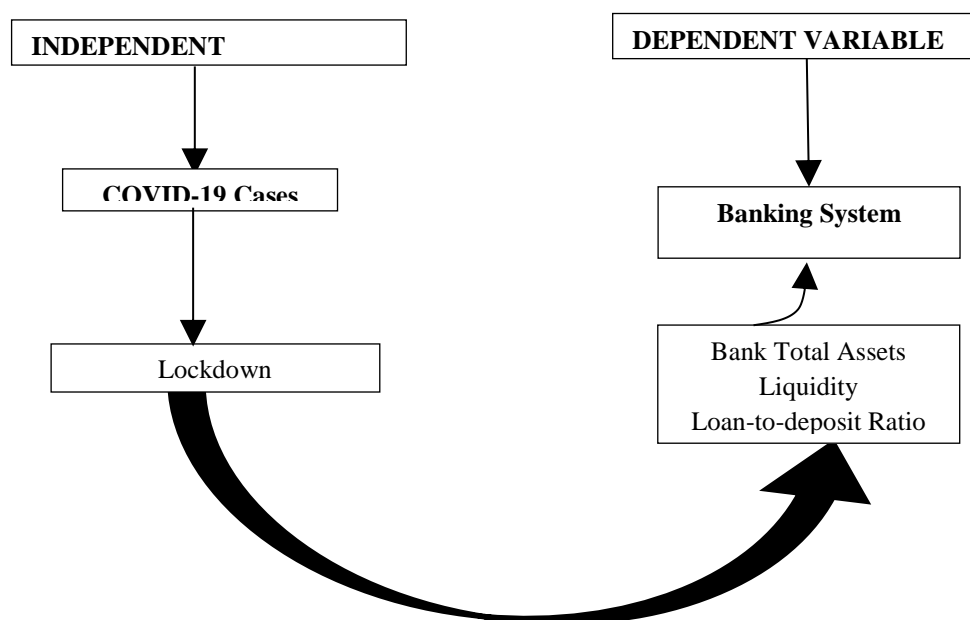 INDEPENDENT
COVID-19 Cases
Lockdown
DEPENDENT VARIABLE
Banking System
Bank Total Assets
Liquidity
Loan-to-deposit Ratio